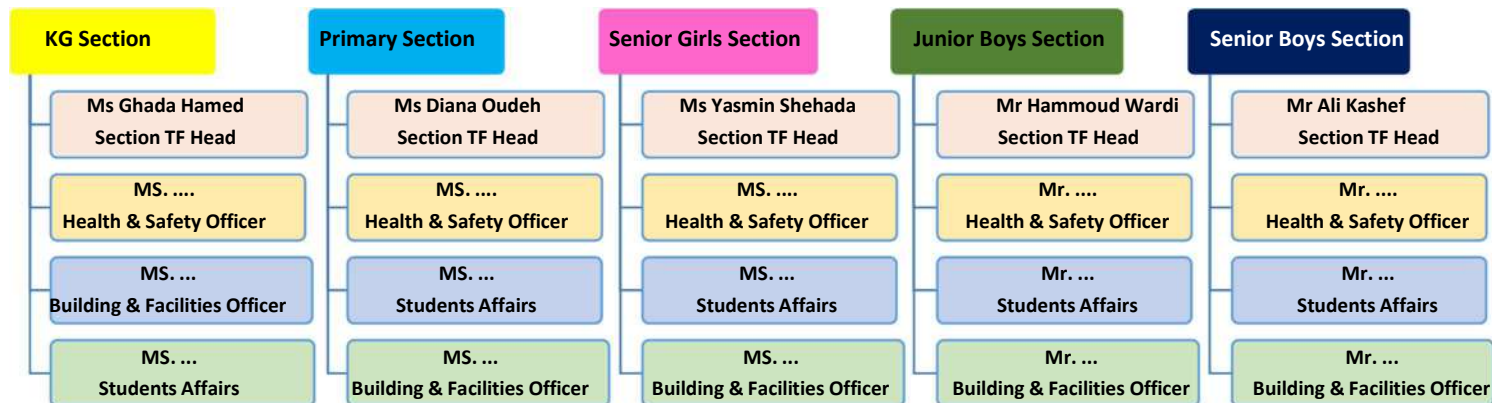 KG Section
Ms Ghada Hamed
Section TF Head
MS. ....
Health & Safety Officer
MS. ...
Building & Facilities Officer
MS. ...
Students Affairs
Primary Section
Ms Diana Oudeh
Section TF Head
MS. ....
Health & Safety Officer
MS. ...
Students Affairs
MS. ...
Building & Facilities Officer
Senior Girls Section
Ms Yasmin Shehada
Section TF Head
MS. ....
Health & Safety Officer
MS. ...
Students Affairs
MS. ...
Building & Facilities Officer
Junior Boys Section
Mr Hammoud Wardi
Section TF Head
Mr. ....
Health & Safety Officer
Mr. ...
Students Affairs
Mr. ...
Building & Facilities Officer
Senior Boys Section
Mr Ali Kashef
Section TF Head
Mr. ....
Health & Safety Officer
Mr. ...
Students Affairs
Mr. ...
Building & Facilities Officer